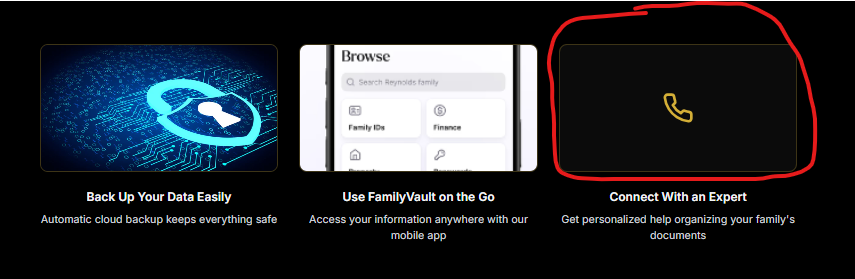 Browse
Search Reynolds family
Family IDs
Finance
Property
Passwords
Back Up Your Data Easily
Automatic cloud backup keeps everything safe
Use FamilyVault on the Go
Access your information anywhere with our
mobile app
Connect With an Expert
Get personalized help organizing your family's
documents